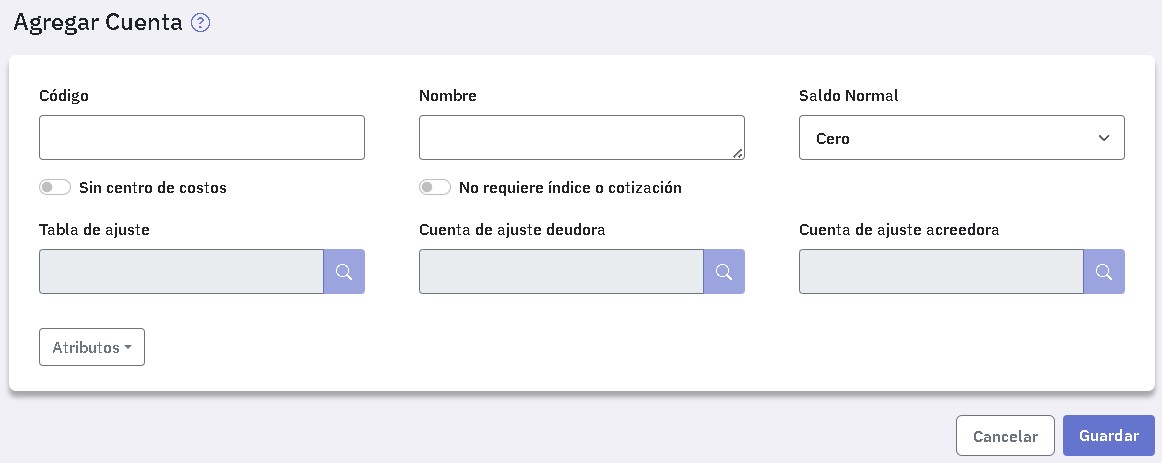 Agregar Cuenta ?
Código Nombre Saldo Normal
Cero
Sin centro de costos No requiere índice o cotización
Tabla de ajuste Cuenta de ajuste deudora Cuenta de ajuste acreedora
Atributos
Cancelar Guardar